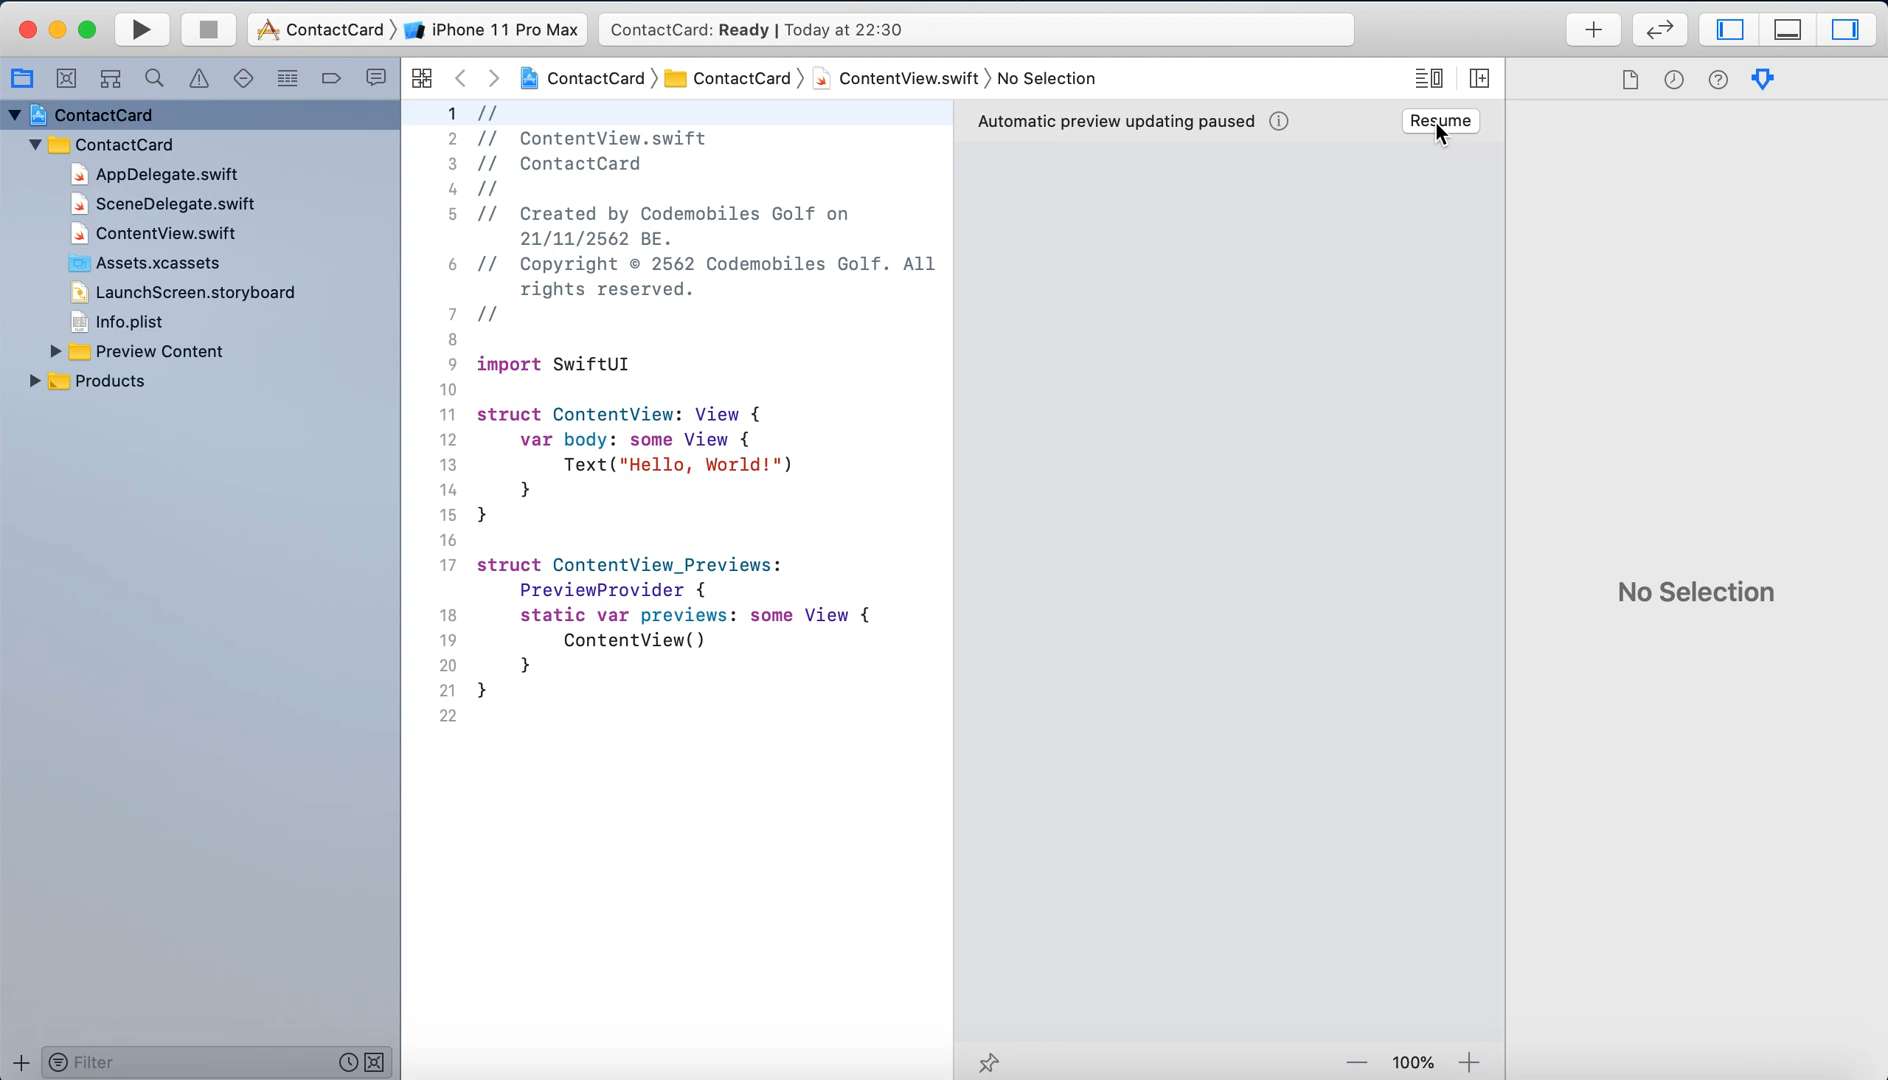 ContactCard 〉 iPhone 11 Pro Max
ContactCard: Ready | Today at 22:30
ContactCard 〉 ContactCard 〉 ContentView.swift 〉 No Selection
ContactCard
ContactCard
AppDelegate.swift
SceneDelegate.swift
ContentView.swift
Assets.xcassets
LaunchScreen.storyboard
Info.plist
Preview Content
Products
Filter
1 //
2 // ContentView.swift
3 // ContactCard
4 //
5 // Created by Codemobiles Golf on
21/11/2562 BE.
6 // Copyright © 2562 Codemobiles Golf. All
rights reserved.
7 //
8
9 import SwiftUI
10
11 struct ContentView: View {
12 var body: some View {
13 Text("Hello, World!")
14 }
15 }
16
17 struct ContentView_Previews:
PreviewProvider {
18 static var previews: some View {
19 ContentView()
20 }
21 }
22
Automatic preview updating paused
Resume
100%
No Selection